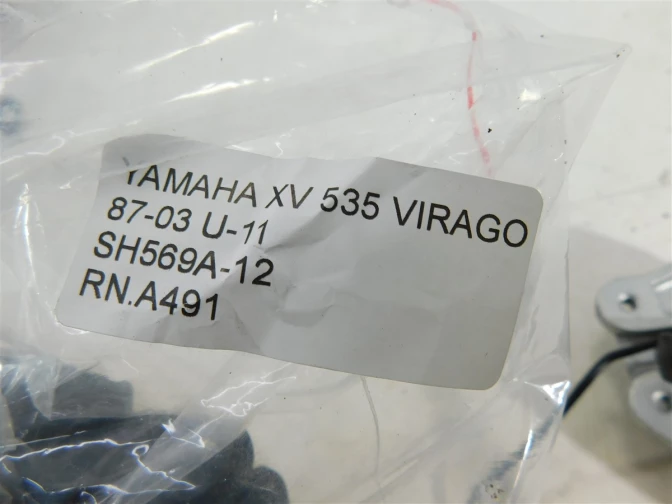 YAMAHA XV 535 VIRAGO
87-03 U-11
SH569A-12
RN.A491